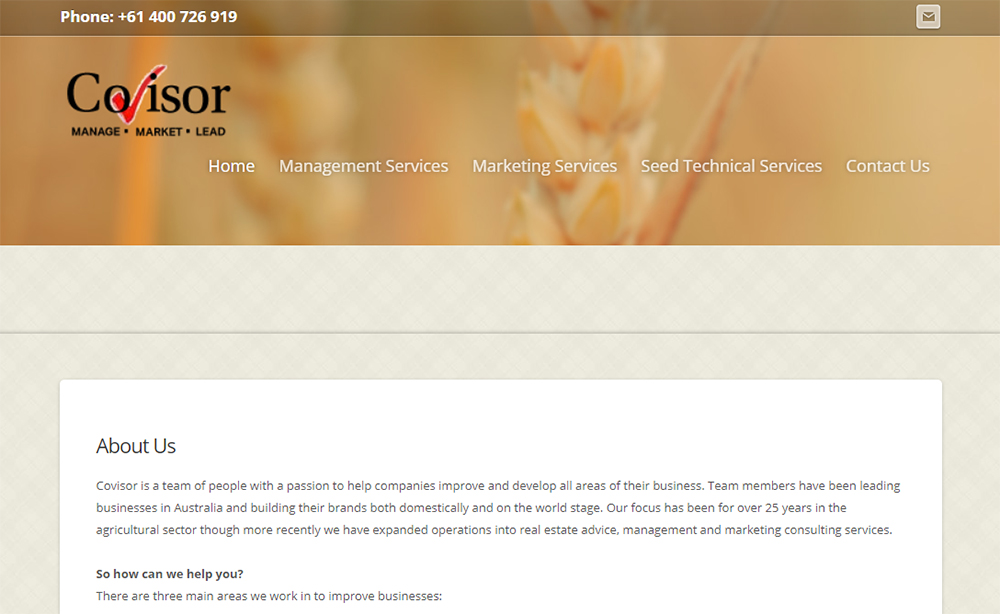 Phone: +61 400 726 919
Covisor
MANAGE ▪ MARKET ▪ LEAD
Home Management Services Marketing Services Seed Technical Services Contact Us
About Us
Covisor is a team of people with a passion to help companies improve and develop all areas of their business. Team members have been leading
businesses in Australia and building their brands both domestically and on the world stage. Our focus has been for over 25 years in the
agricultural sector though more recently we have expanded operations into real estate advice, management and marketing consulting services.
So how can we help you?
There are three main areas we work in to improve businesses: